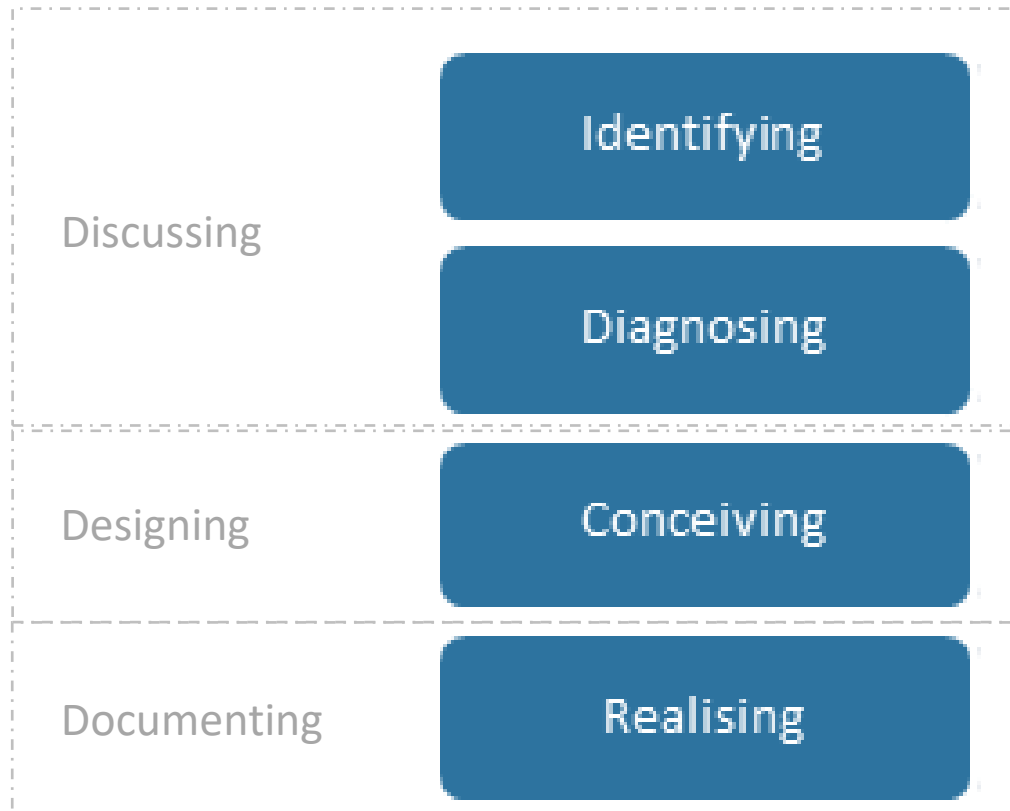 Identifying
Discussing
Diagnosing
Designing
Conceiving
Documenting
Realising